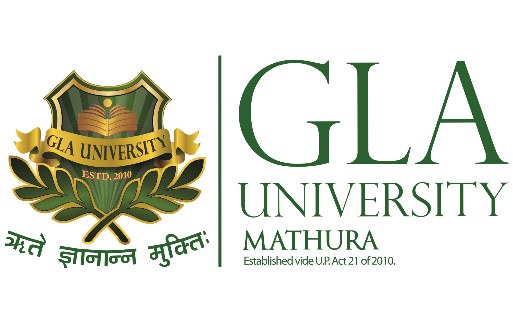 GLA UNIVERSITY
ESTD. 2010
ऋते ज्ञानान्न मुक्तिः
GLA
UNIVERSITY
MATHURA
Established vide U.P. Act 21 of 2010.